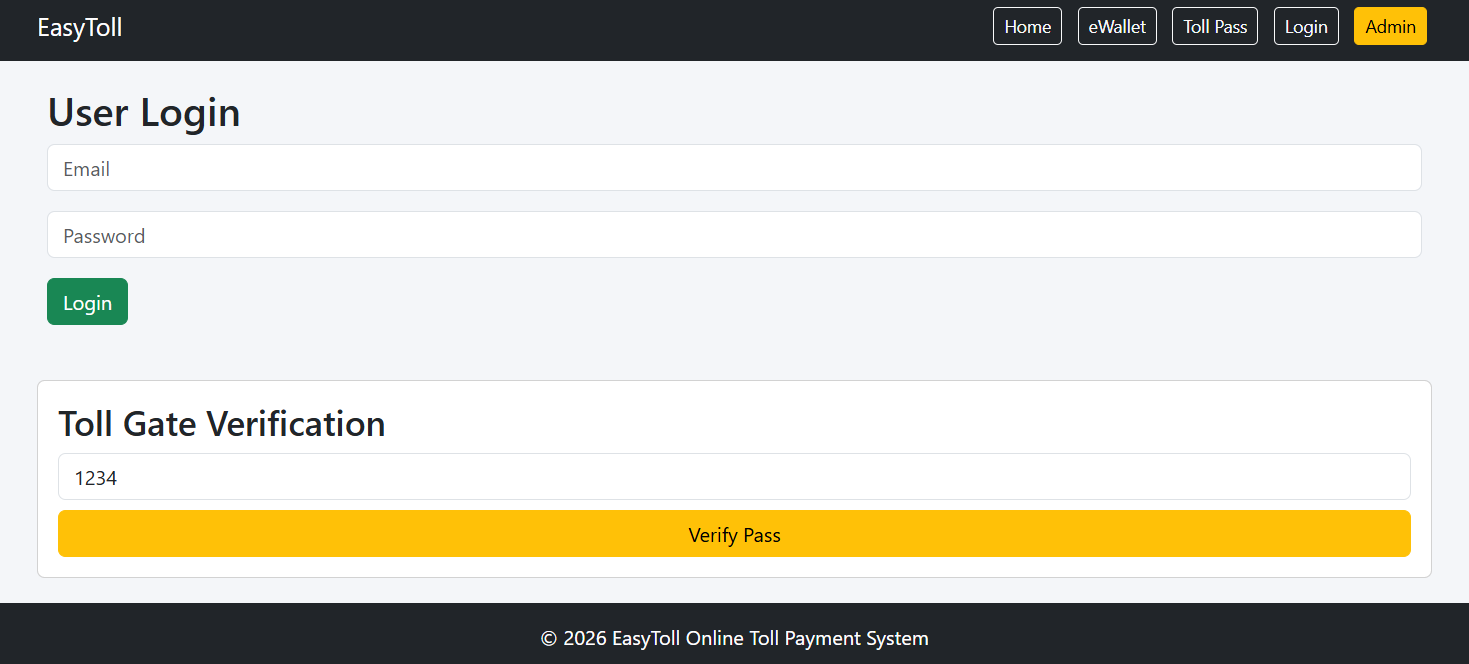 EasyToll Home eWallet Toll Pass Login Admin
User Login
Email
Password
Login
Toll Gate Verification
1234
Verify Pass
© 2026 EasyToll Online Toll Payment System